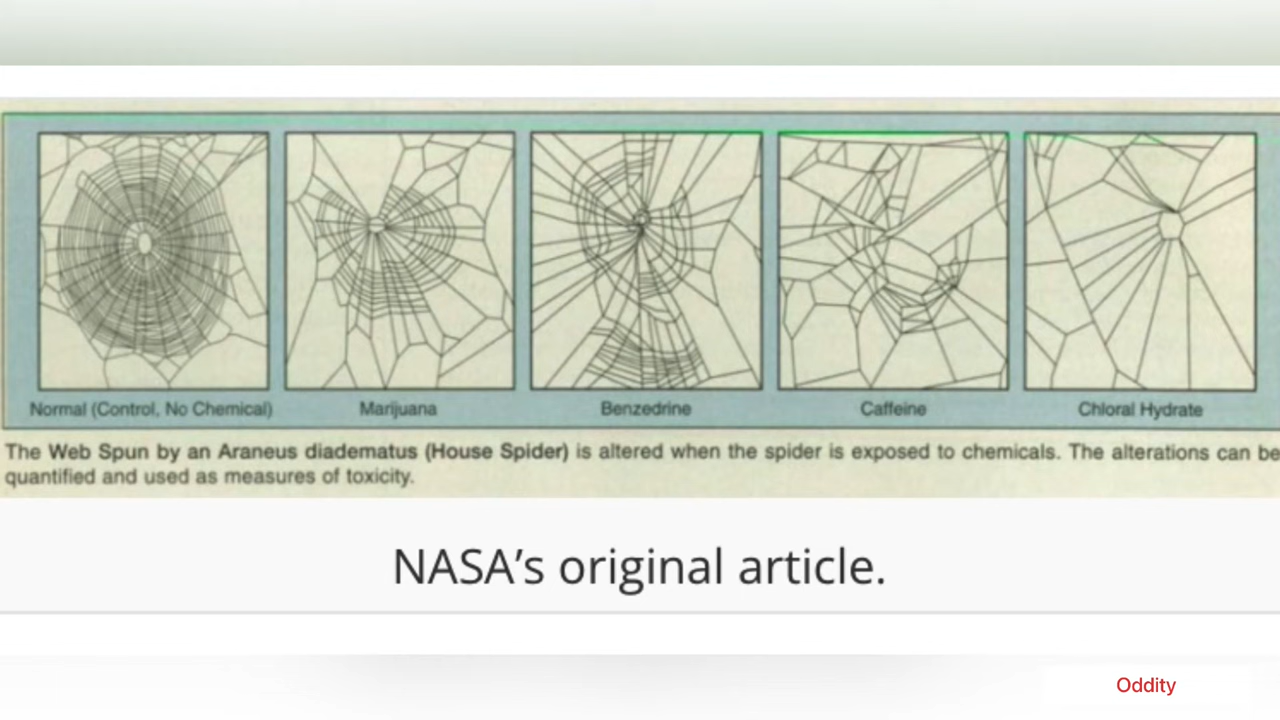 Normal (Control, No Chemical)
Marijuana
Benzedrine
Caffeine
Chloral Hydrate
The Web Spun by an Araneus diadematus (House Spider) is altered when the spider is exposed to chemicals. The alterations can be
quantified and used as measures of toxicity.
NASA’s original article.
Oddity